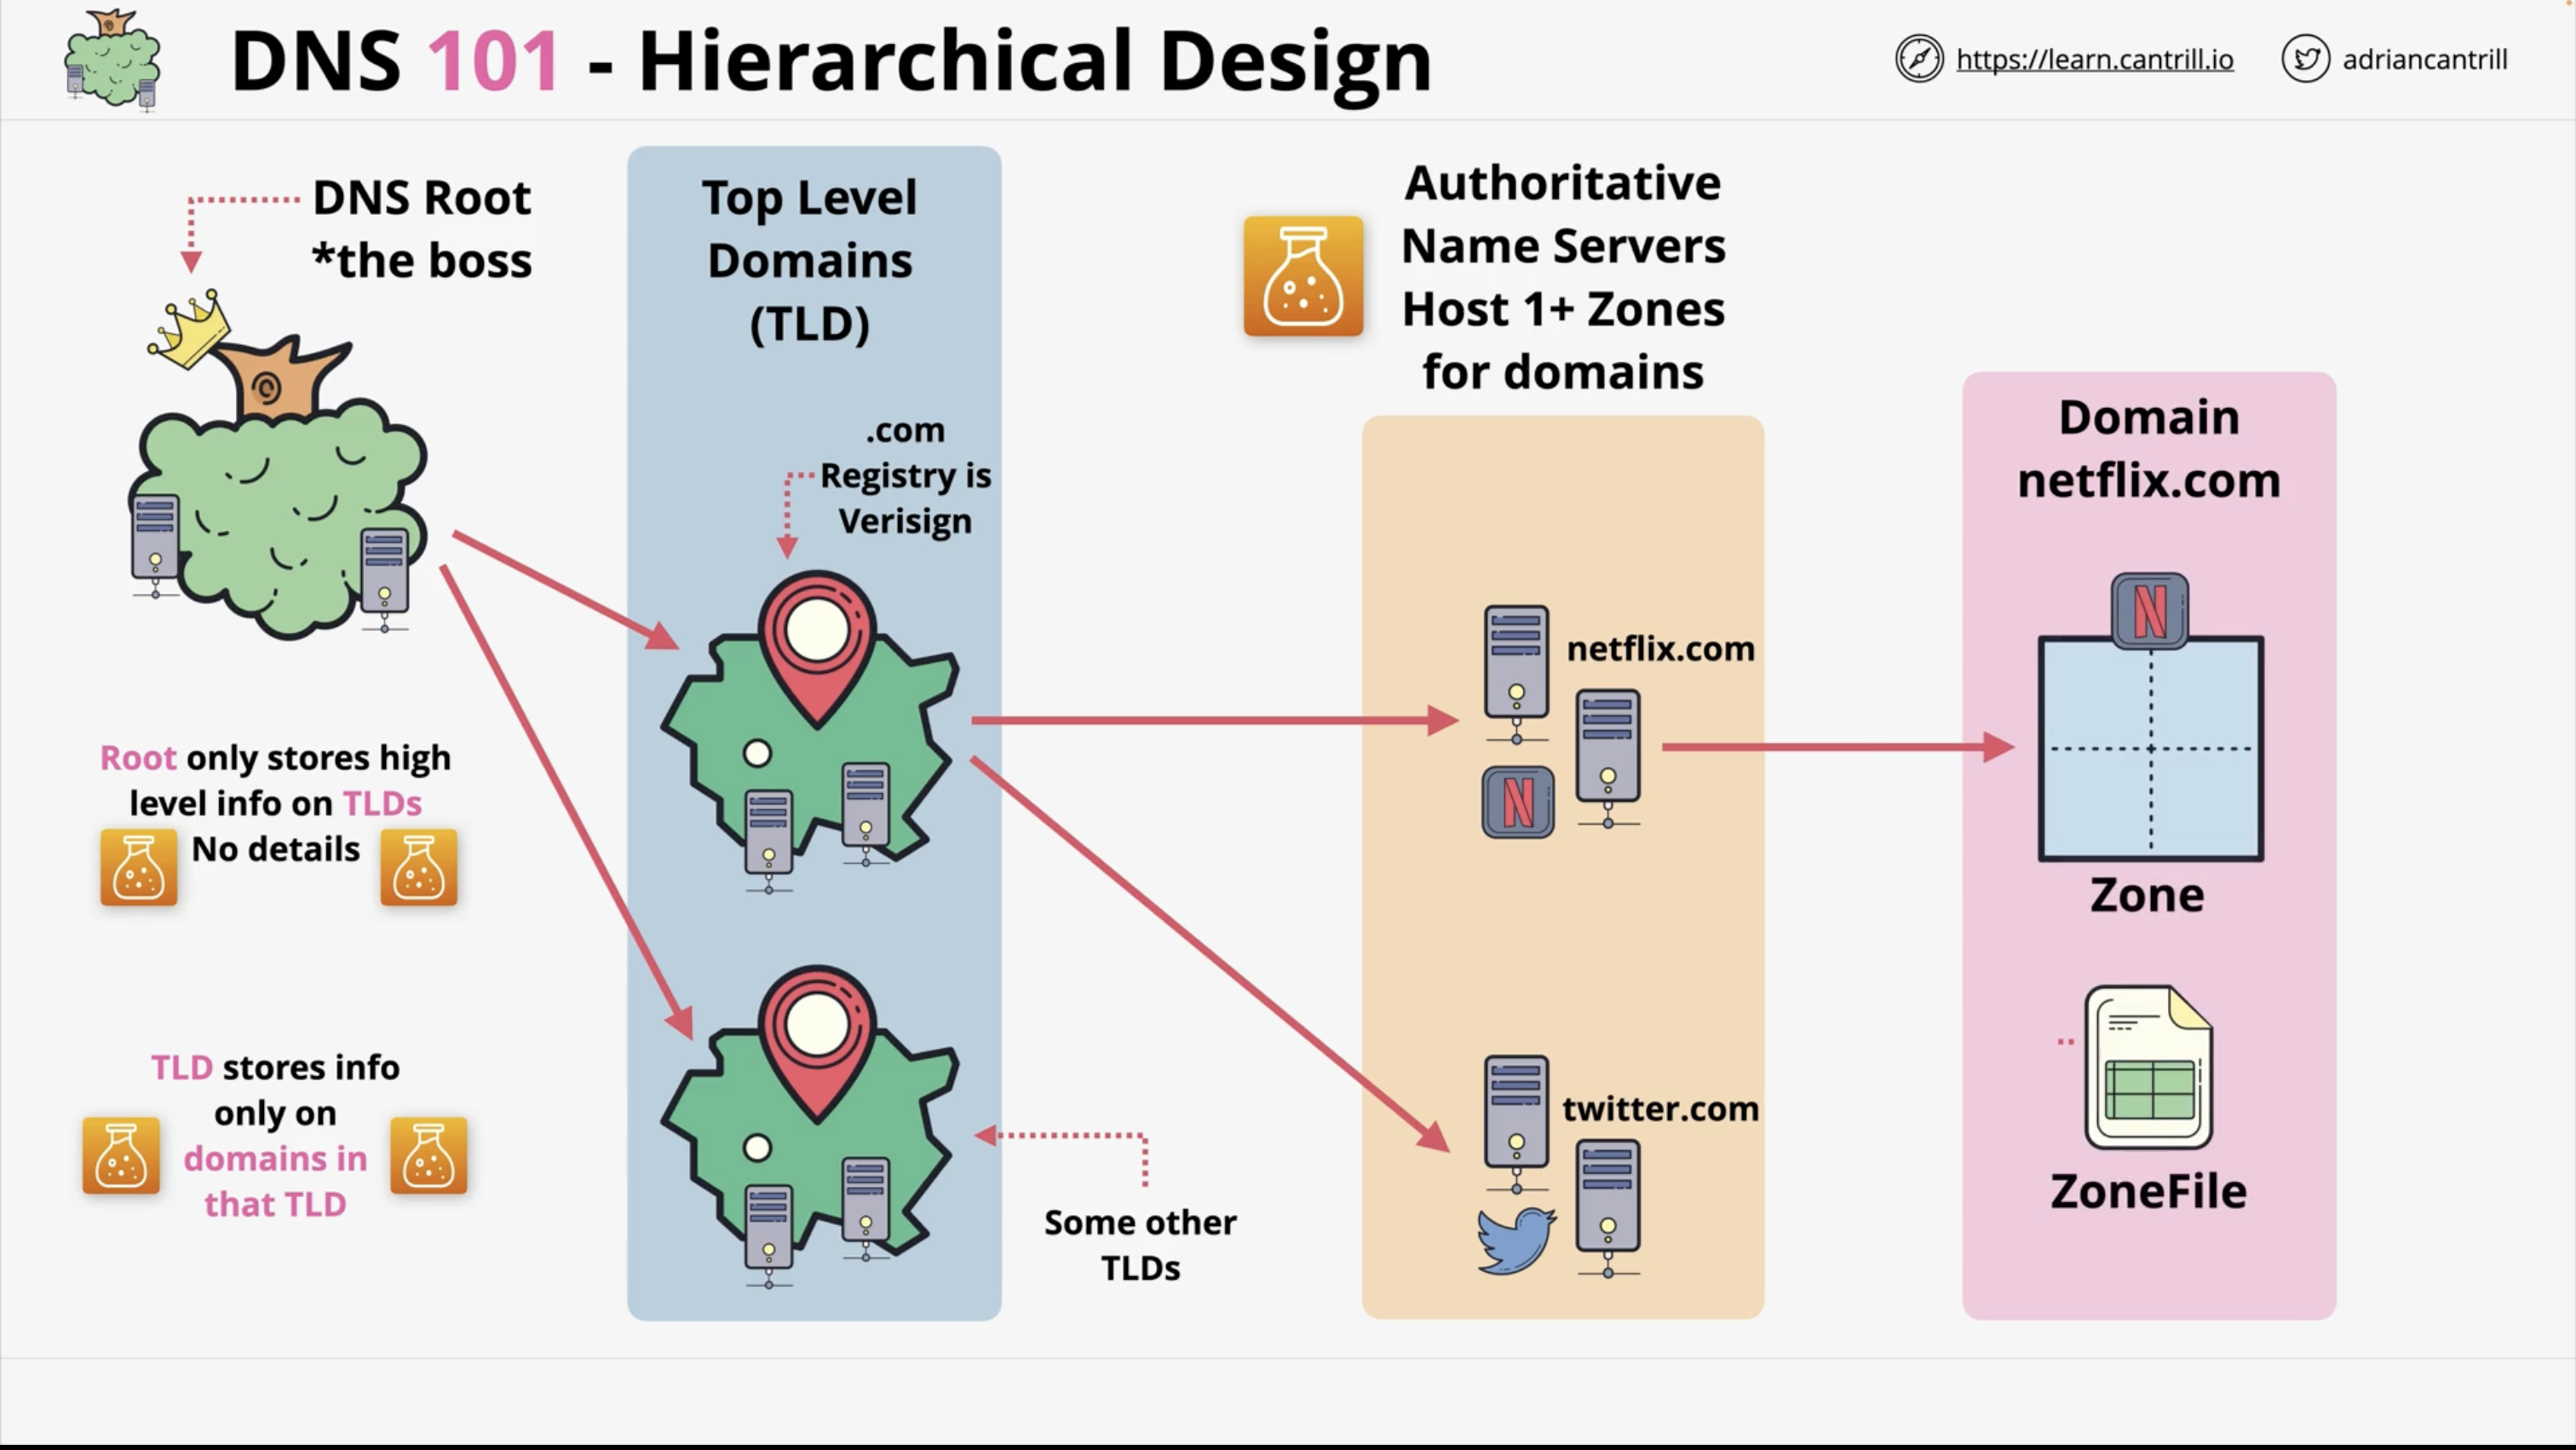 DNS 101 - Hierarchical Design
https://learn.cantrill.io
adriancantrill
DNS Root
*the boss
Root only stores high
level info on TLDs
No details
TLD stores info
only on
domains in
that TLD
Top Level
Domains
(TLD)
.com
Registry is
Verisign
Some other
TLDs
Authoritative
Name Servers
Host 1+ Zones
for domains
netflix.com
N
twitter.com
Domain
netflix.com
N
Zone
ZoneFile